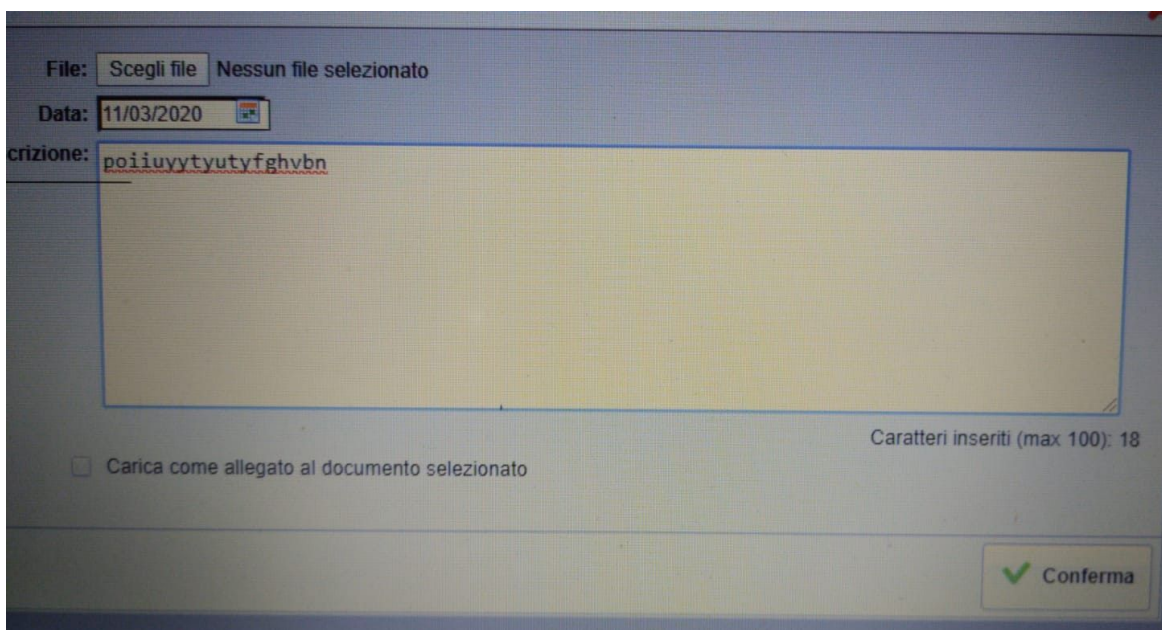 File: Scegli file Nessun file selezionato
Data: 11/03/2020
crizione: poiiuyytyutyfghvbn
Caratteri inseriti (max 100): 18
Carica come allegato al documento selezionato
Conferma